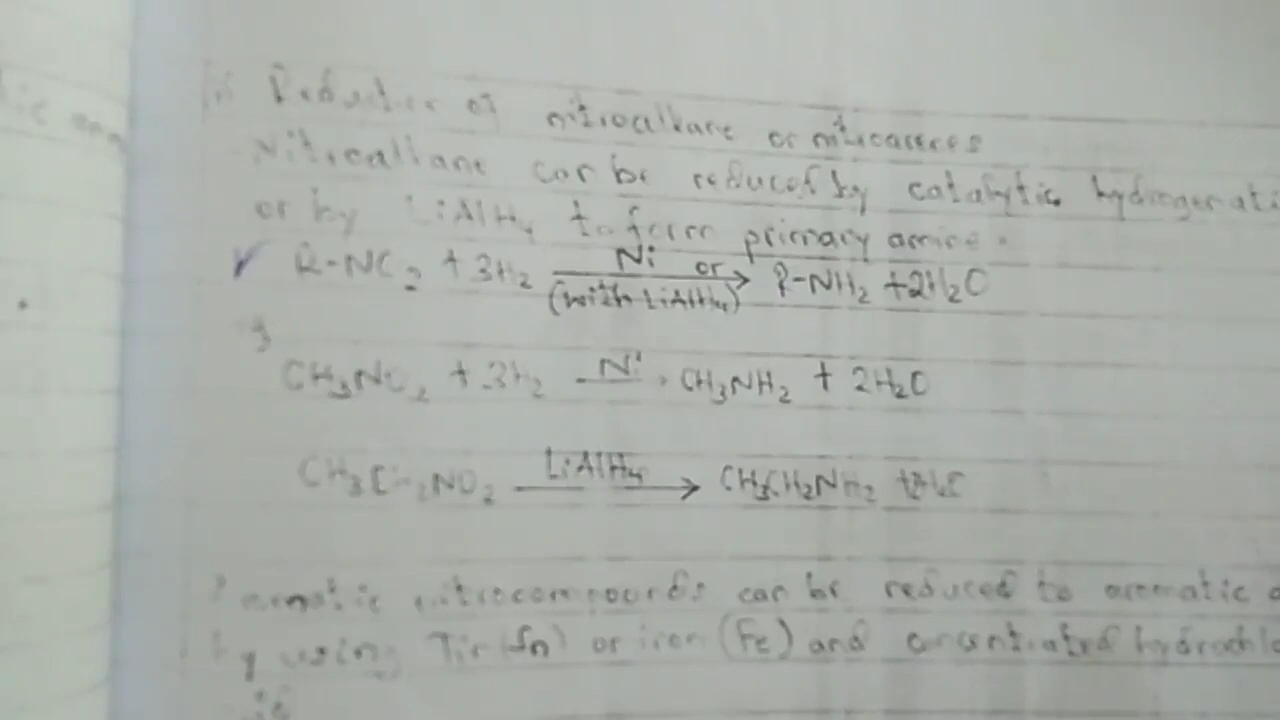 Reduction of nitroalkane or nitroarenes
Nitroalkane can be reduced by catalytic hydrogenati
or by LiAlH₄ to form primary amine.
R-NO₂ + 3H₂ Ni or (with LiAlH₄) → R-NH₂ + 2H₂O
CH₃NO₂ + 3H₂ Ni → CH₃NH₂ + 2H₂O
CH₃CH₂NO₂ LiAlH₄ → CH₃CH₂NH₂
nitrocompounds can be reduced to aromatic
by using Tin (Sn) or iron (Fe) and concentrated hydrochlo